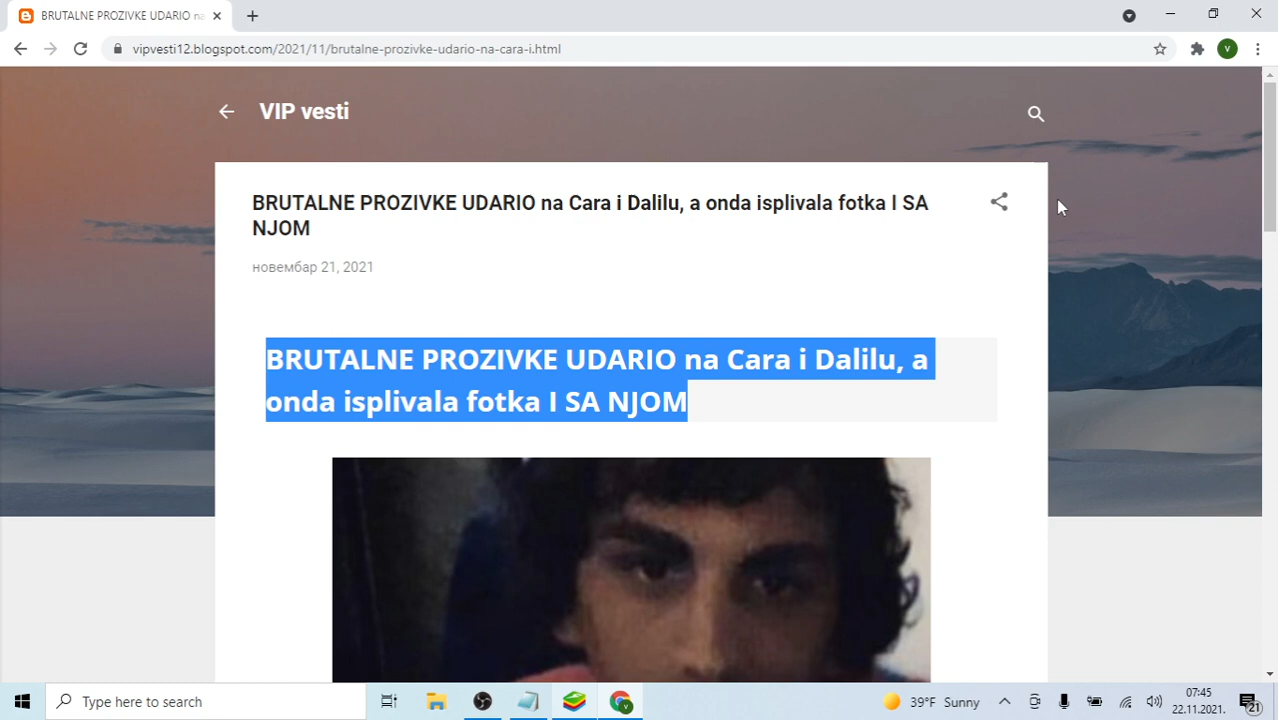 BRUTALNE PROZIVKE UDARIO na
vipvesti12.blogspot.com/2021/11/brutalne-prozivke-udario-na-cara-i.html
V
VIP vesti
BRUTALNE PROZIVKE UDARIO na Cara i Dalilu, a onda isplivala fotka I SA
NJOM
новембар 21, 2021
BRUTALNE PROZIVKE UDARIO na Cara i Dalilu, a
onda isplivala fotka I SA NJOM
Type here to search
V
39°F Sunny
07:45
22.11.2021.
21